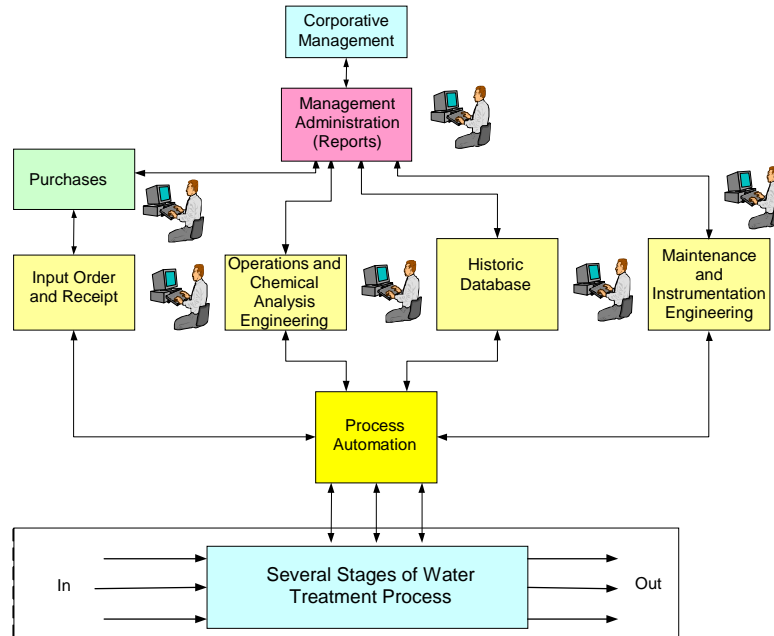 Corporative
Management
Management
Administration
(Reports)
Purchases
Input Order
and Receipt
Operations and
Chemical
Analysis
Engineering
Historic
Database
Maintenance
and
Instrumentation
Engineering
Process
Automation
In
Several Stages of Water
Treatment Process
Out